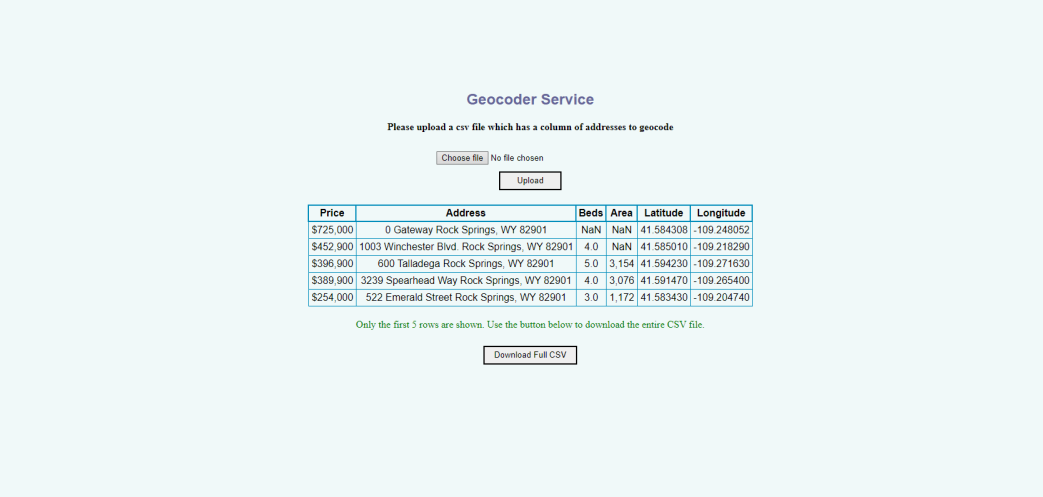 Geocoder Service
Please upload a csv file which has a column of addresses to geocode
Choose file No file chosen
Upload
Price Address Beds Area Latitude Longitude
$725,000 0 Gateway Rock Springs, WY 82901 NaN NaN 41.584308 -109.248052
$452,900 1003 Winchester Blvd. Rock Springs, WY 82901 4.0 NaN 41.585010 -109.218290
$396,900 600 Talladega Rock Springs, WY 82901 5.0 3,154 41.594230 -109.271630
$389,900 3239 Spearhead Way Rock Springs, WY 82901 4.0 3,076 41.591470 -109.265400
$254,000 522 Emerald Street Rock Springs, WY 82901 3.0 1,172 41.583430 -109.204740
Only the first 5 rows are shown. Use the button below to download the entire CSV file.
Download Full CSV